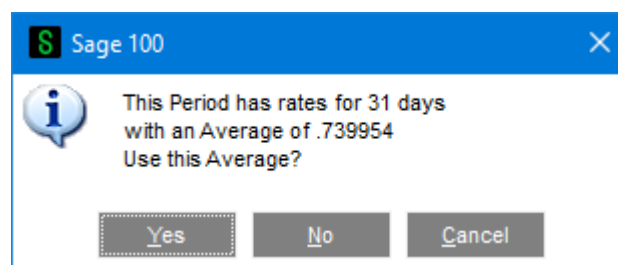 S Sage 100
This Period has rates for 31 days
with an Average of .739954
Use this Average?
Yes No Cancel